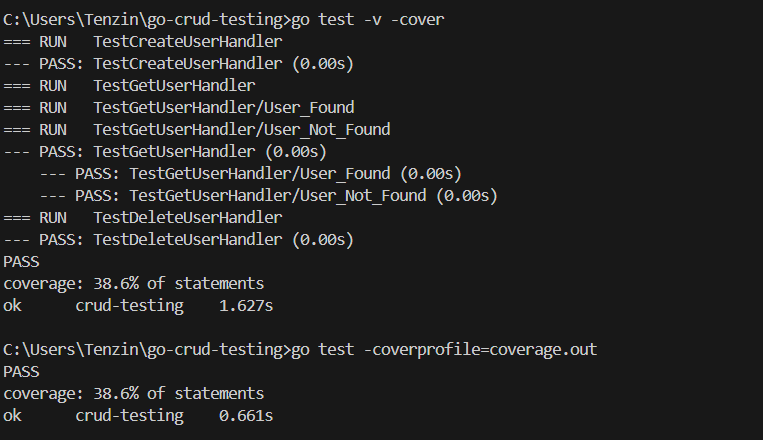 C:\Users\Tenzin\go-crud-testing>go test -v -cover
=== RUN   TestCreateUserHandler
--- PASS: TestCreateUserHandler (0.00s)
=== RUN   TestGetUserHandler
=== RUN   TestGetUserHandler/User_Found
=== RUN   TestGetUserHandler/User_Not_Found
--- PASS: TestGetUserHandler (0.00s)
    --- PASS: TestGetUserHandler/User_Found (0.00s)
    --- PASS: TestGetUserHandler/User_Not_Found (0.00s)
=== RUN   TestDeleteUserHandler
--- PASS: TestDeleteUserHandler (0.00s)
PASS
coverage: 38.6% of statements
ok      crud-testing    1.627s
C:\Users\Tenzin\go-crud-testing>go test -coverprofile=coverage.out
PASS
coverage: 38.6% of statements
ok      crud-testing    0.661s